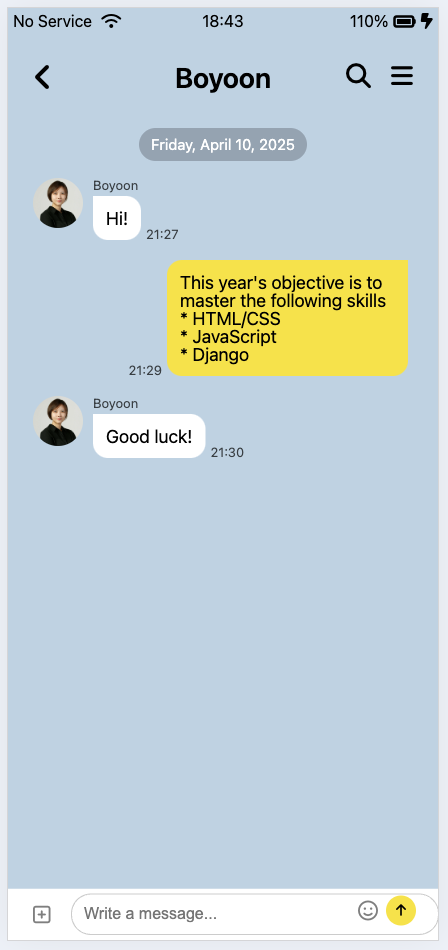 No Service 18:43 110%
Boyoon
Friday, April 10, 2025
Boyoon
Hi!
21:27
This year's objective is to
master the following skills
* HTML/CSS
* JavaScript
* Django
21:29
Boyoon
Good luck!
21:30
Write a message...